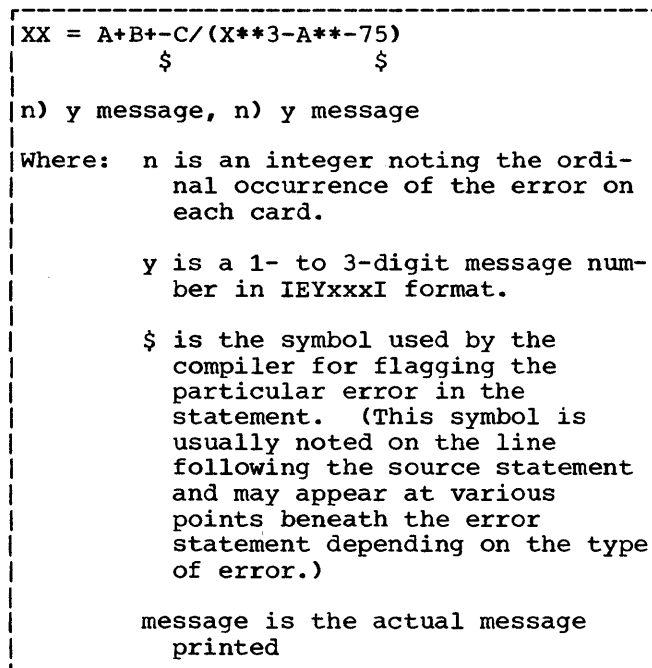 XX = A+B+-C/(X**3-A**-75)
$ $
n) y message, n) y message
Where: n is an integer noting the ordi-
nal occurrence of the error on
each card.
y is a 1- to 3-digit message num-
ber in IEYxxxI format.
$ is the symbol used by the
compiler for flagging the
particular error in the
statement. (This symbol is
usually noted on the line
following the source statement
and may appear at various
points beneath the error
statement depending on the type
of error.)
message is the actual message
printed